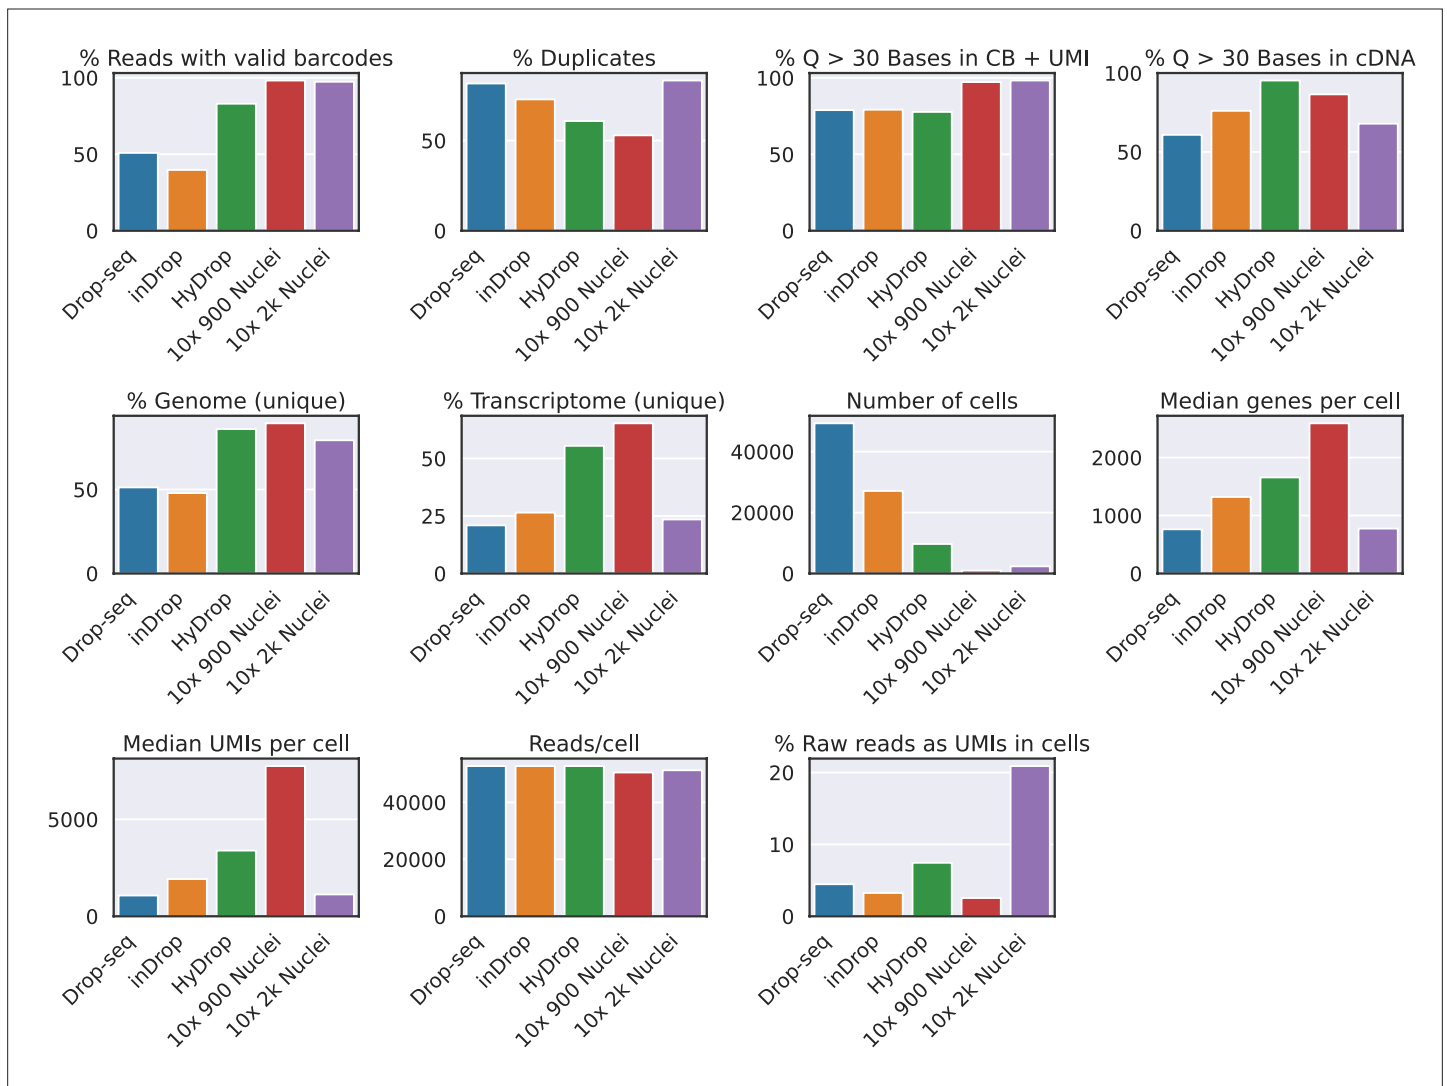 % Reads with valid barcodes
100
50
0
Drop-seq
inDrop
HyDrop
10x 900 Nuclei
10x 2k Nuclei
% Duplicates
50
0
Drop-seq
inDrop
HyDrop
10x 900 Nuclei
10x 2k Nuclei
% Q > 30 Bases in CB + UMI
100
50
0
Drop-seq
inDrop
HyDrop
10x 900 Nuclei
10x 2k Nuclei
% Q > 30 Bases in cDNA
100
50
0
Drop-seq
inDrop
HyDrop
10x 900 Nuclei
10x 2k Nuclei
% Genome (unique)
50
0
Drop-seq
inDrop
HyDrop
10x 900 Nuclei
10x 2k Nuclei
% Transcriptome (unique)
50
25
0
Drop-seq
inDrop
HyDrop
10x 900 Nuclei
10x 2k Nuclei
Number of cells
40000
20000
0
Drop-seq
inDrop
HyDrop
10x 900 Nuclei
10x 2k Nuclei
Median genes per cell
2000
1000
0
Drop-seq
inDrop
HyDrop
10x 900 Nuclei
10x 2k Nuclei
Median UMIs per cell
5000
0
Drop-seq
inDrop
HyDrop
10x 900 Nuclei
10x 2k Nuclei
Reads/cell
40000
20000
0
Drop-seq
inDrop
HyDrop
10x 900 Nuclei
10x 2k Nuclei
% Raw reads as UMIs in cells
20
10
0
Drop-seq
inDrop
HyDrop
10x 900 Nuclei
10x 2k Nuclei